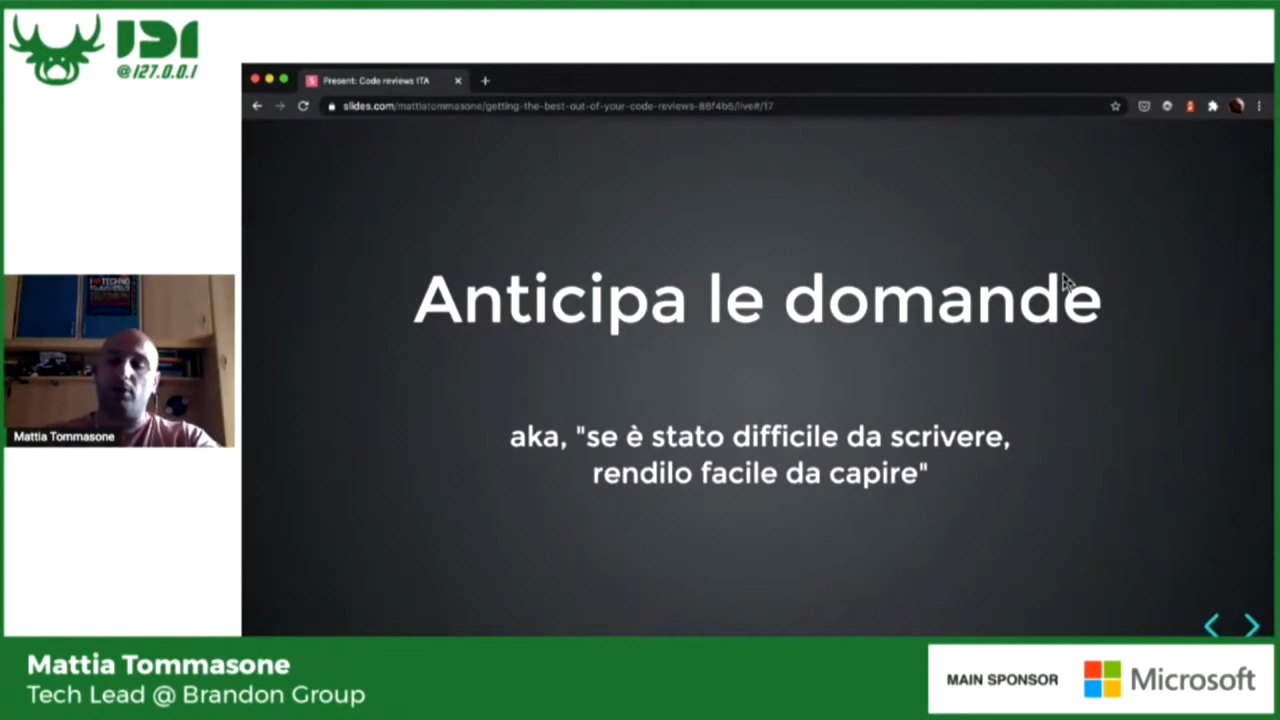 JDI
@127.0.0.1
Present: Code reviews ITA
slides.com/mattiatommasone/getting-the-best-out-of-your-code-reviews-86f4b6/live#/17
Anticipa le domande
aka, "se è stato difficile da scrivere,
rendilo facile da capire"
I TECHNO
Mattia Tommasone
Mattia Tommasone
Tech Lead @ Brandon Group
MAIN SPONSOR
Microsoft